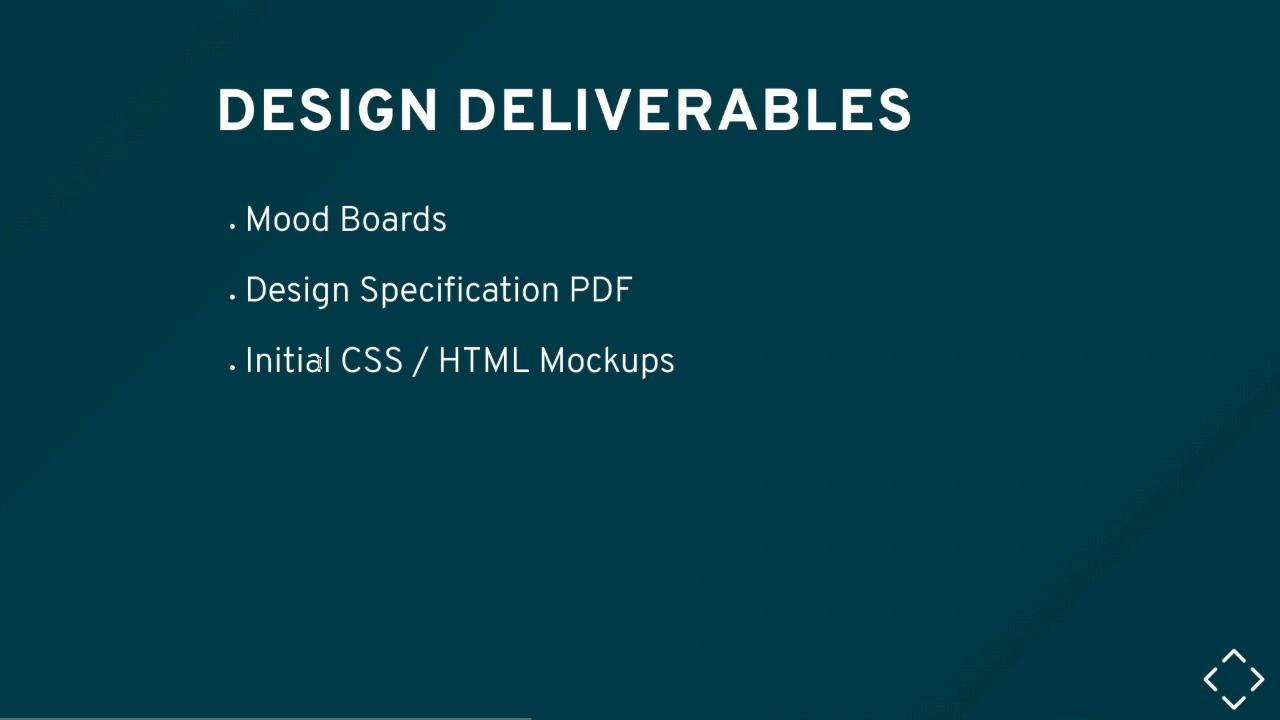 DESIGN DELIVERABLES
• Mood Boards
• Design Specification PDF
• Initial CSS / HTML Mockups